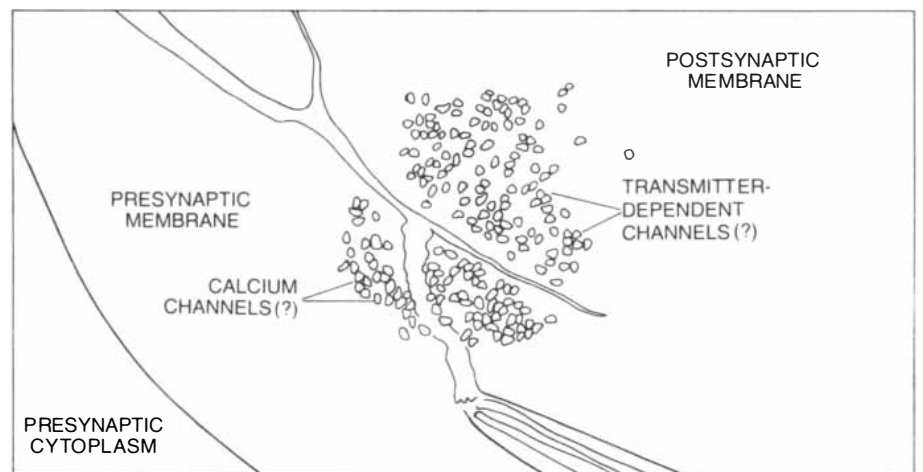 POSTSYNAPTIC
MEMBRANE
TRANSMITTER-
DEPENDENT
CHANNELS (?)
PRESYNAPTIC
MEMBRANE
CALCIUM
CHANNELS (?)
PRESYNAPTIC
CYTOPLASM